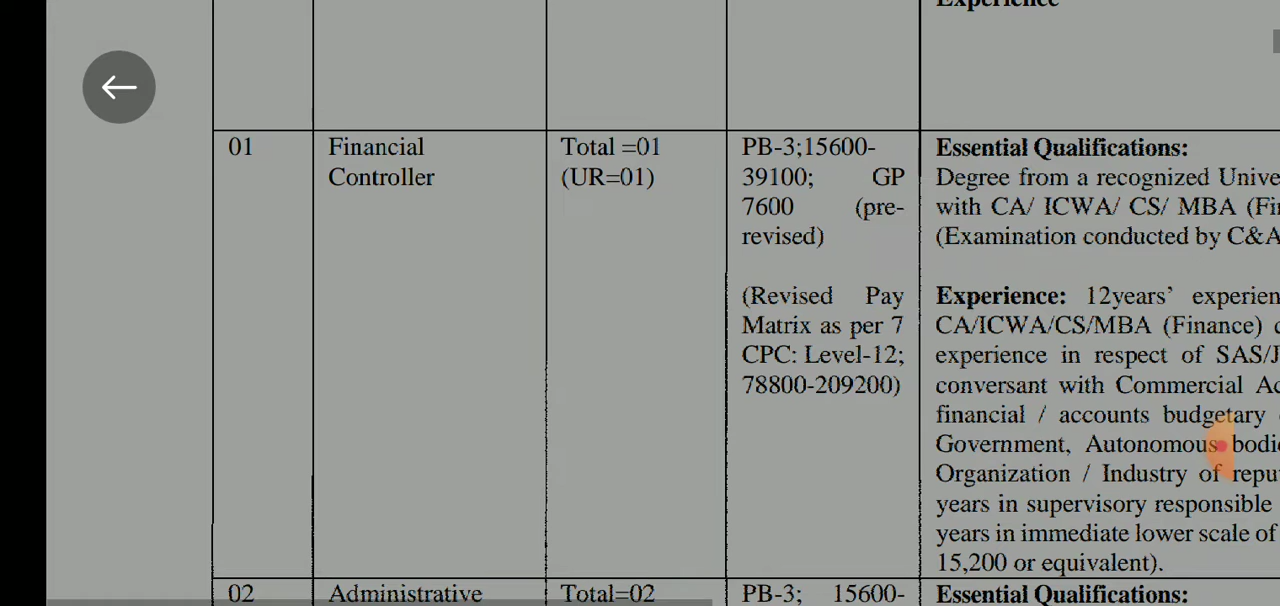 Experience
01
Financial
Controller
Total =01
(UR=01)
PB-3;15600-
39100; GP
7600 (pre-
revised)
(Revised Pay
Matrix as per 7
CPC: Level-12;
78800-209200)
Essential Qualifications:
Degree from a recognized
with CA/ ICWA/ CS/ MBA
(Examination conducted by
Experience: 12years'
CA/ICWA/CS/MBA (Finance)
experience in respect of
conversant with Commercial
financial / accounts budgetary
Government, Autonomous
Organization / Industry of
years in supervisory responsible
years in immediate lower scale of
15,200 or equivalent).
02
Administrative
Total=02
PB-3; 15600-
Essential Qualifications: